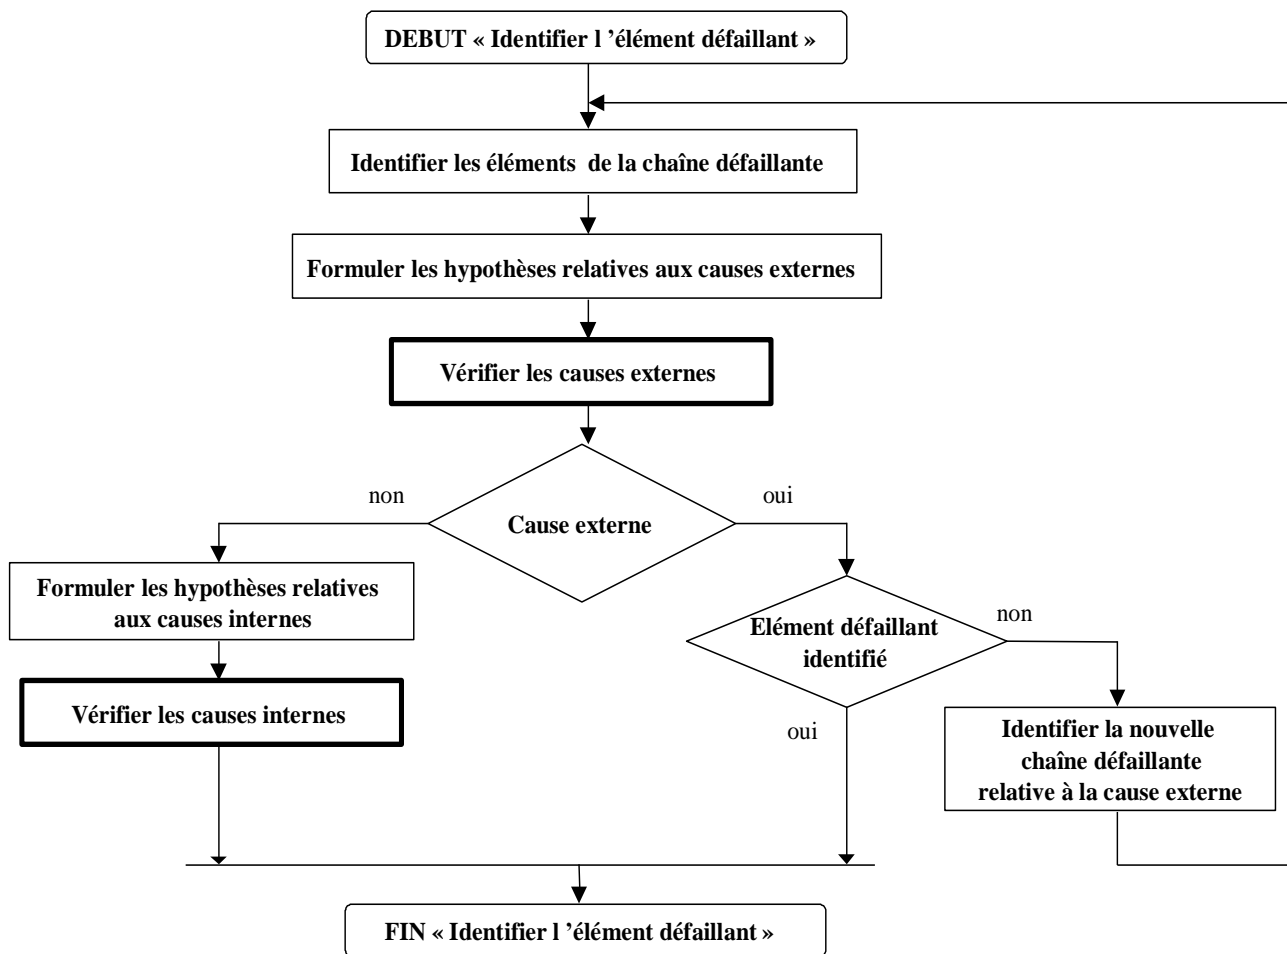 DEBUT « Identifier l ’élément défaillant »
Identifier les éléments de la chaîne défaillante
Formuler les hypothèses relatives aux causes externes
Vérifier les causes externes
non
oui
Cause externe
Formuler les hypothèses relatives
aux causes internes
Elément défaillant
identifié
non
Vérifier les causes internes
oui
Identifier la nouvelle
chaîne défaillante
relative à la cause externe
FIN « Identifier l ’élément défaillant »